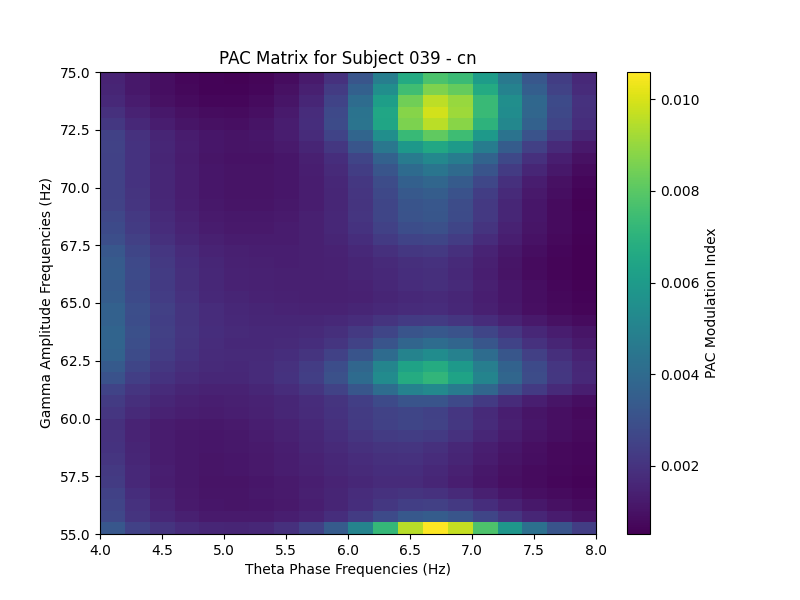 PAC Matrix for Subject 039 - cn
75.0
72.5
70.0
67.5
65.0
62.5
60.0
57.5
55.0
Gamma Amplitude Frequencies (Hz)
4.0 4.5 5.0 5.5 6.0 6.5 7.0 7.5 8.0
Theta Phase Frequencies (Hz)
0.010
0.008
0.006
0.004
0.002
PAC Modulation Index